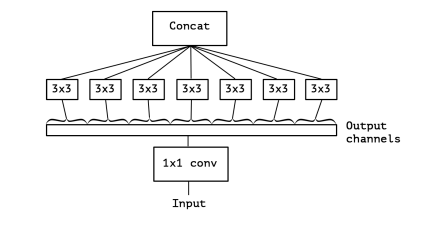 Concat
3x3 3x3 3x3 3x3 3x3 3x3 3x3
Output
channels
1x1 conv
Input